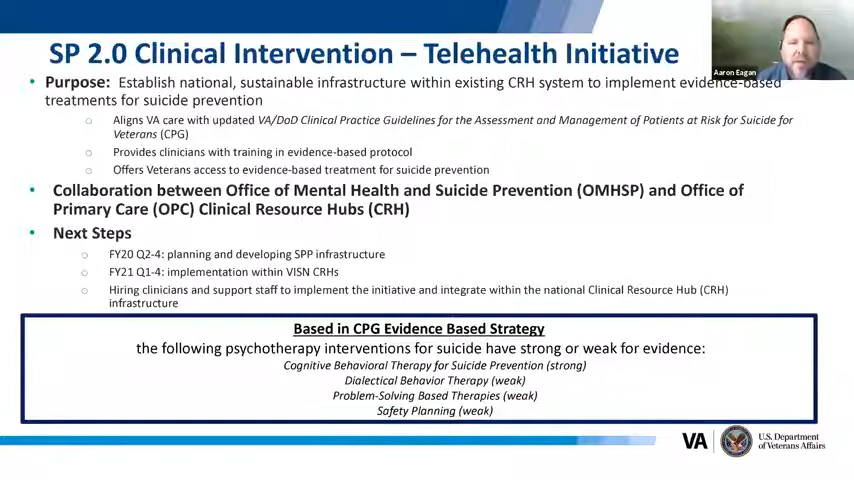 SP 2.0 Clinical Intervention – Telehealth Initiative
Aaron Eagan
• Purpose: Establish national, sustainable infrastructure within existing CRH system to implement evidence-based
treatments for suicide prevention
o Aligns VA care with updated VA/DoD Clinical Practice Guidelines for the Assessment and Management of Patients at Risk for Suicide for
Veterans (CPG)
o Provides clinicians with training in evidence-based protocol
o Offers Veterans access to evidence-based treatment for suicide prevention
• Collaboration between Office of Mental Health and Suicide Prevention (OMHSP) and Office of
Primary Care (OPC) Clinical Resource Hubs (CRH)
• Next Steps
o FY20 Q2-4: planning and developing SPP infrastructure
o FY21 Q1-4: implementation within VISN CRHs
o Hiring clinicians and support staff to implement the initiative and integrate within the national Clinical Resource Hub (CRH)
infrastructure
Based in CPG Evidence Based Strategy
the following psychotherapy interventions for suicide have strong or weak for evidence:
Cognitive Behavioral Therapy for Suicide Prevention (strong)
Dialectical Behavior Therapy (weak)
Problem-Solving Based Therapies (weak)
Safety Planning (weak)
VA
U.S. Department
of Veterans Affairs